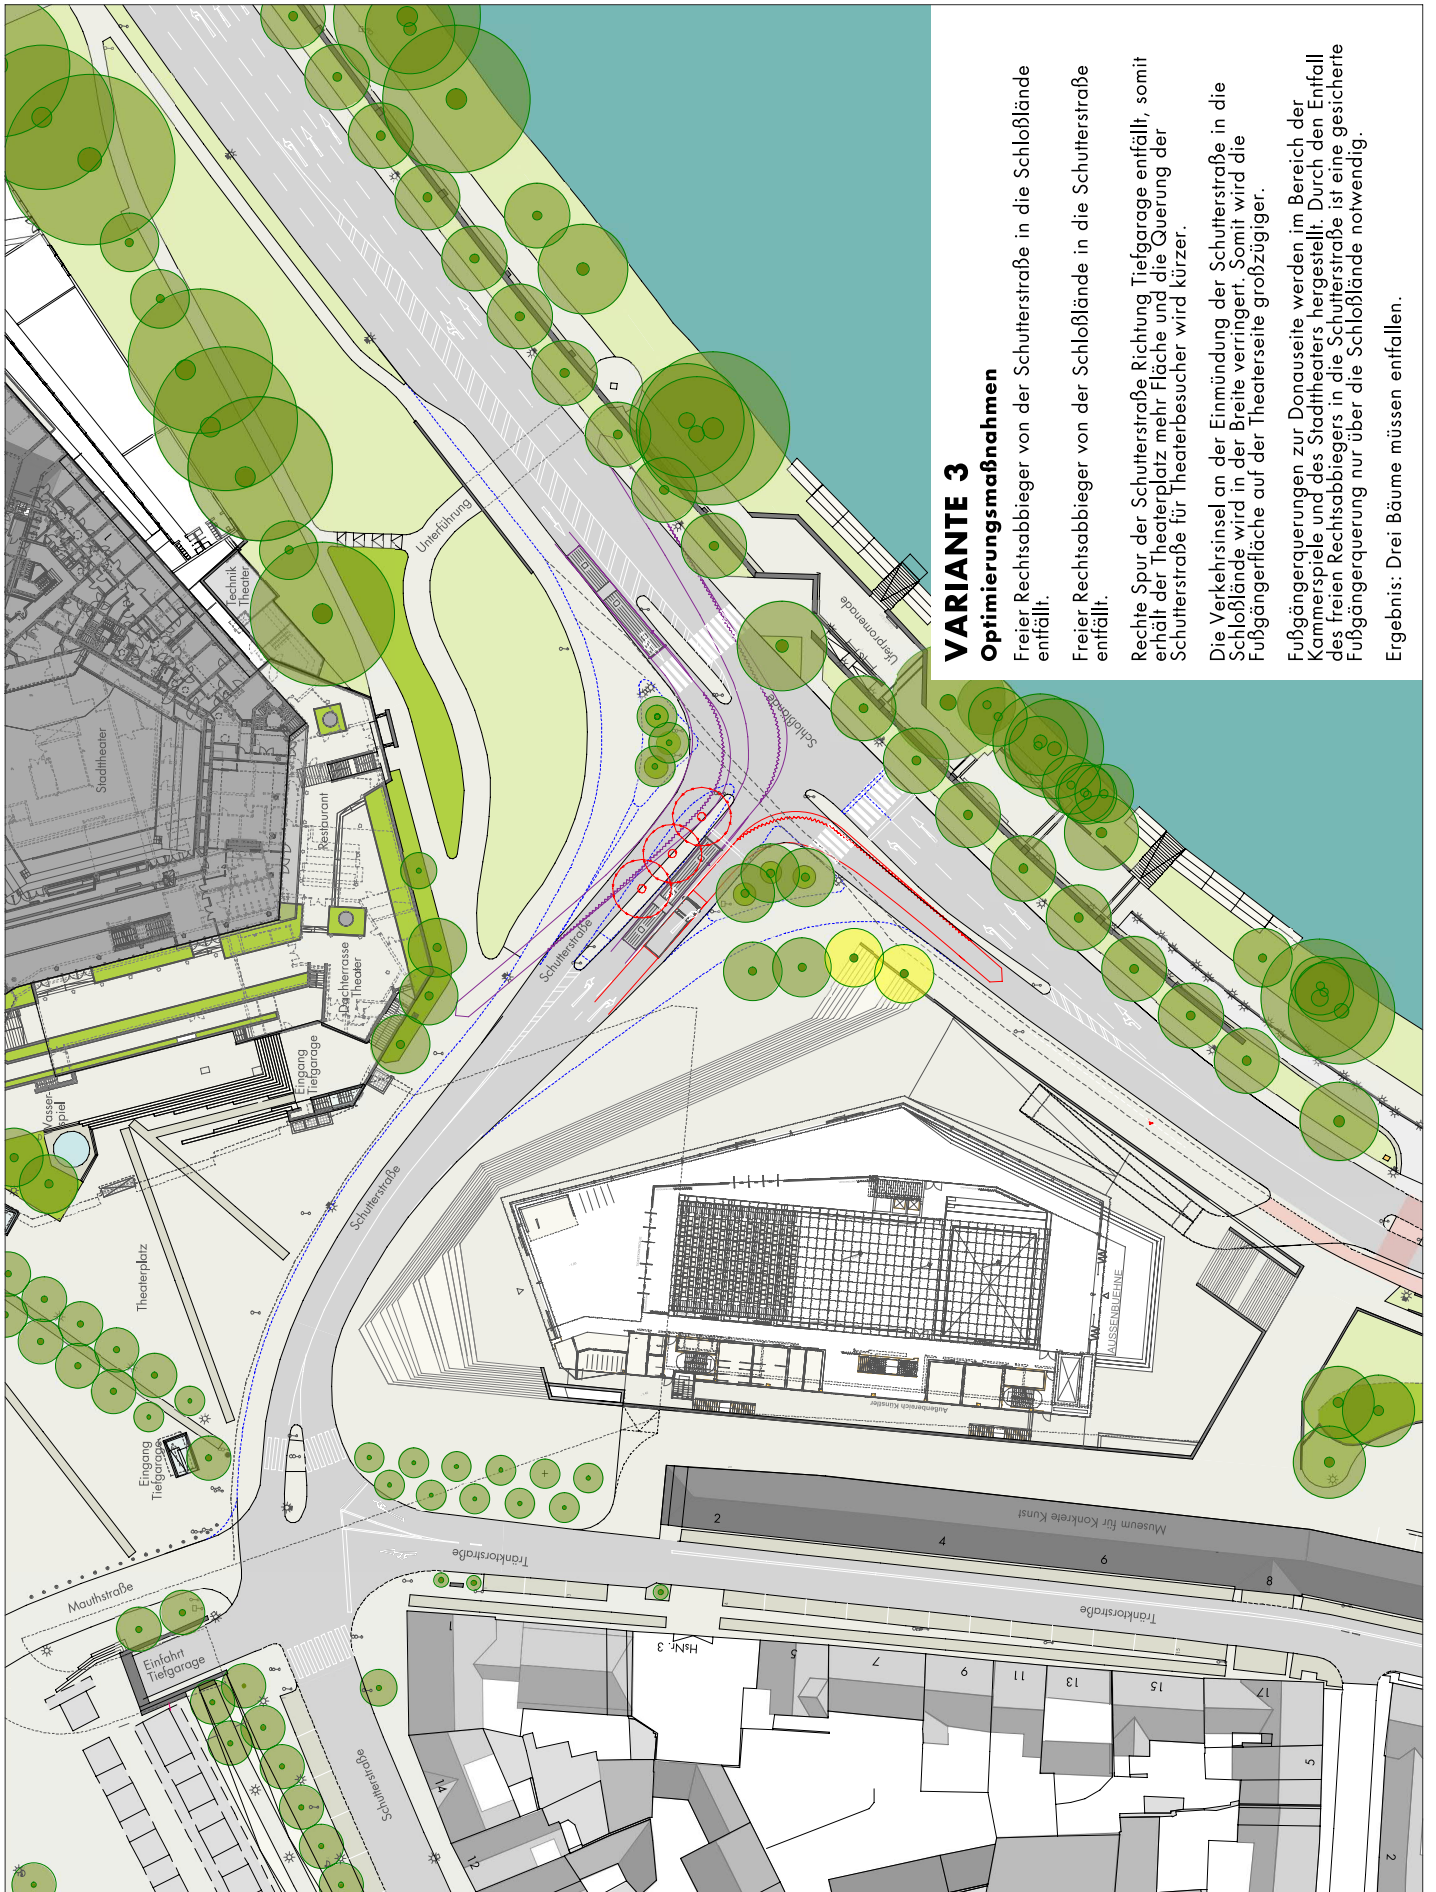 VARIANTE 3
Optimierungsmaßnahmen
Freier Rechtsabbieger von der Schutterstraße in die Schloßlände
entfällt.
Freier Rechtsabbieger von der Schloßlände in die Schutterstraße
entfällt.
Rechte Spur der Schutterstraße Richtung Tiefgarage entfällt, somit
erhält der Theaterplatz mehr Fläche und die Querung der
Schutterstraße für Theaterbesucher wird kürzer.
Die Verkehrsinsel an der Einmündung der Schutterstraße in die
Schloßlände wird in der Breite verringert. Somit wird die
Fußgängerfläche auf der Theaterseite großzügiger.
Fußgängerquerungen zur Donauseite werden im Bereich der
Kammerspiele und des Stadttheaters hergestellt. Durch den Entfall
des freien Rechtsabbiegers in die Schutterstraße ist eine gesicherte
Fußgängerquerung nur über die Schloßlände notwendig.
Ergebnis: Drei Bäume müssen entfallen.
Stadttheater
Technik
Theater
Unterführung
Restaurant
Dachterrasse
Theater
Eingang
Tiefgarage
Wasser-
spiel
Theaterplatz
Eingang
Tiefgarage
Mauthstraße
Einfahrt
Tiefgarage
Schutterstraße
Schutterstraße
Schutterstraße
Schloßlände
Uferpromenade
AUSSENBUEHNE
Außenbereich Künstler
Museum für Konkrete Kunst
Tränktorstraße
Tränktorstraße
2
4
6
8
1
HsNr. 3
5
7
9
11
13
15
17
5
2
14
12